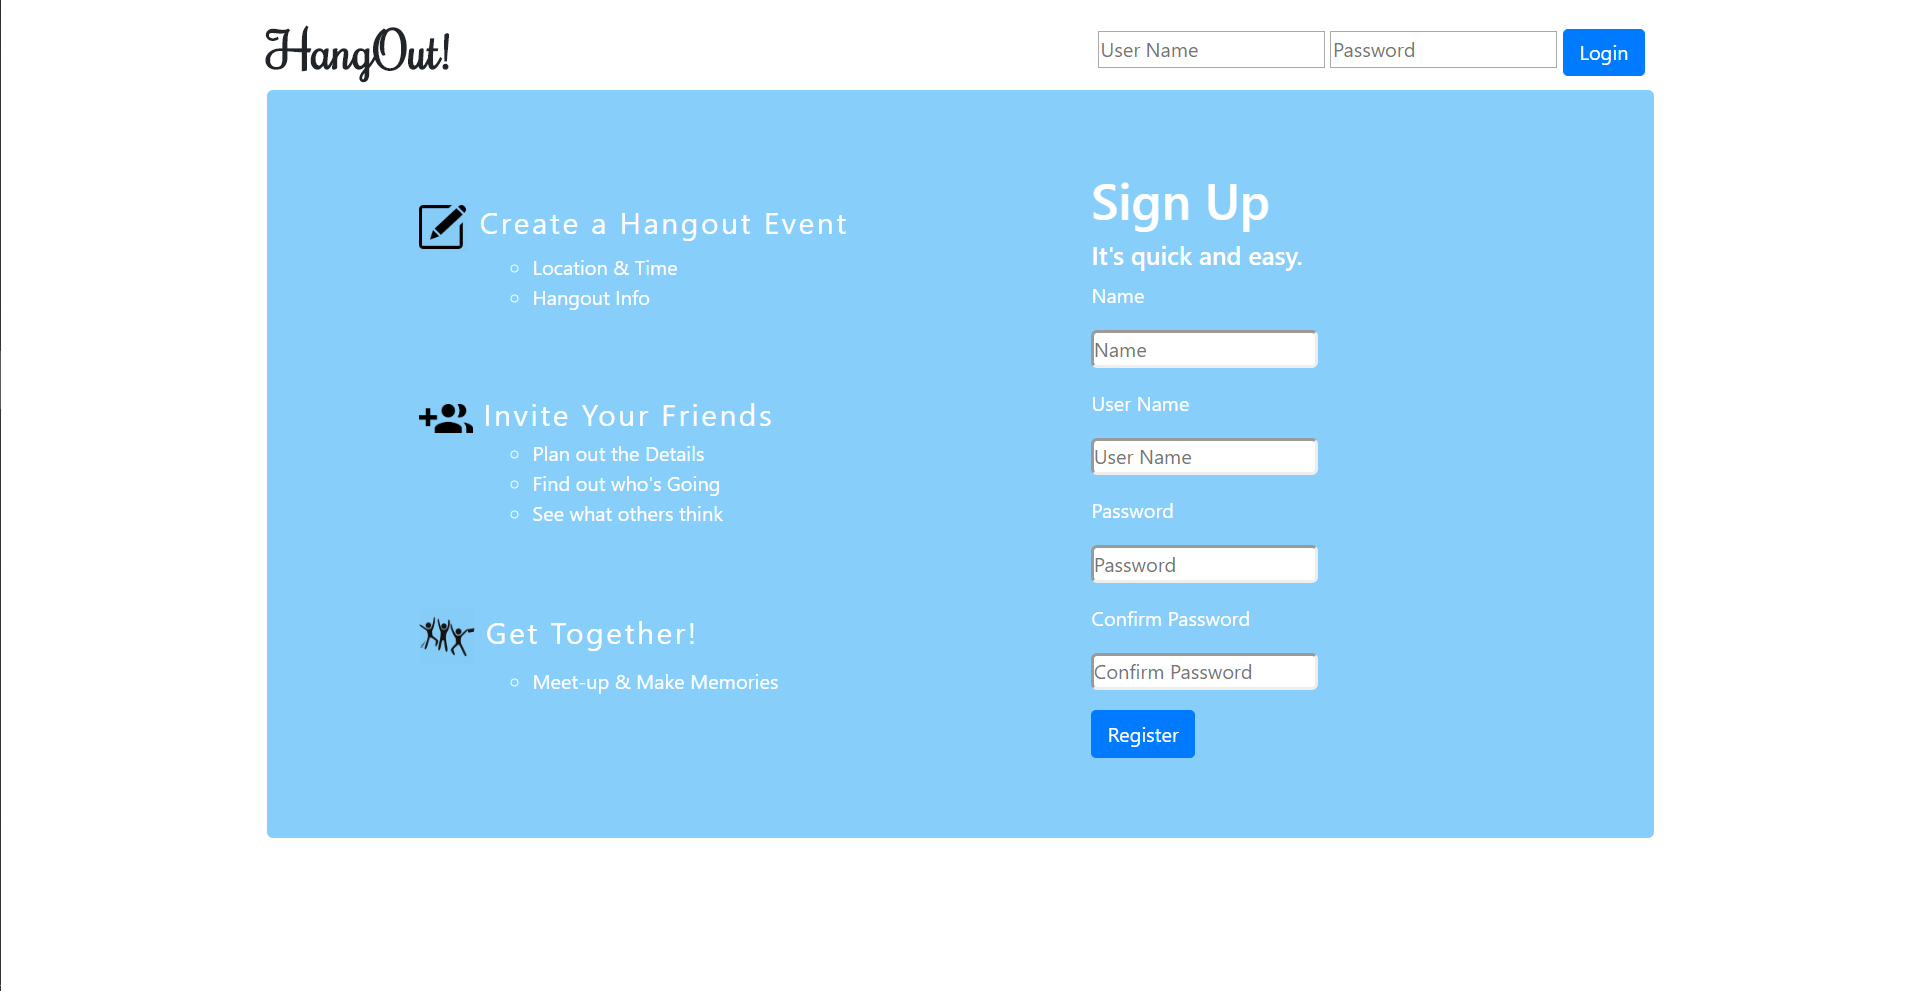 HangOut!
User Name
Password
Login
Create a Hangout Event
Location & Time
Hangout Info
Invite Your Friends
Plan out the Details
Find out who's Going
See what others think
Get Together!
Meet-up & Make Memories
Sign Up
It's quick and easy.
Name
Name
User Name
User Name
Password
Password
Confirm Password
Confirm Password
Register